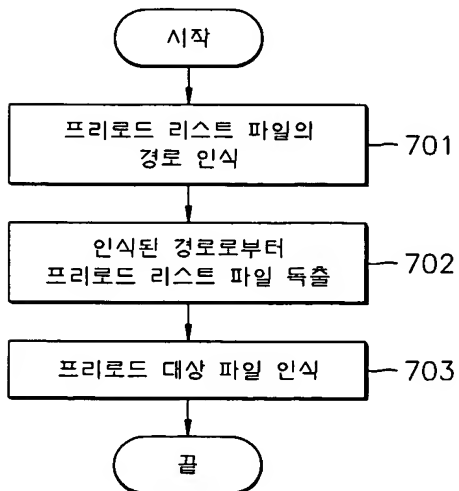 시작
프리로드 리스트 파일의
경로 인식
701
인식된 경로로부터
프리로드 리스트 파일 독출
702
프리로드 대상 파일 인식
703
끝